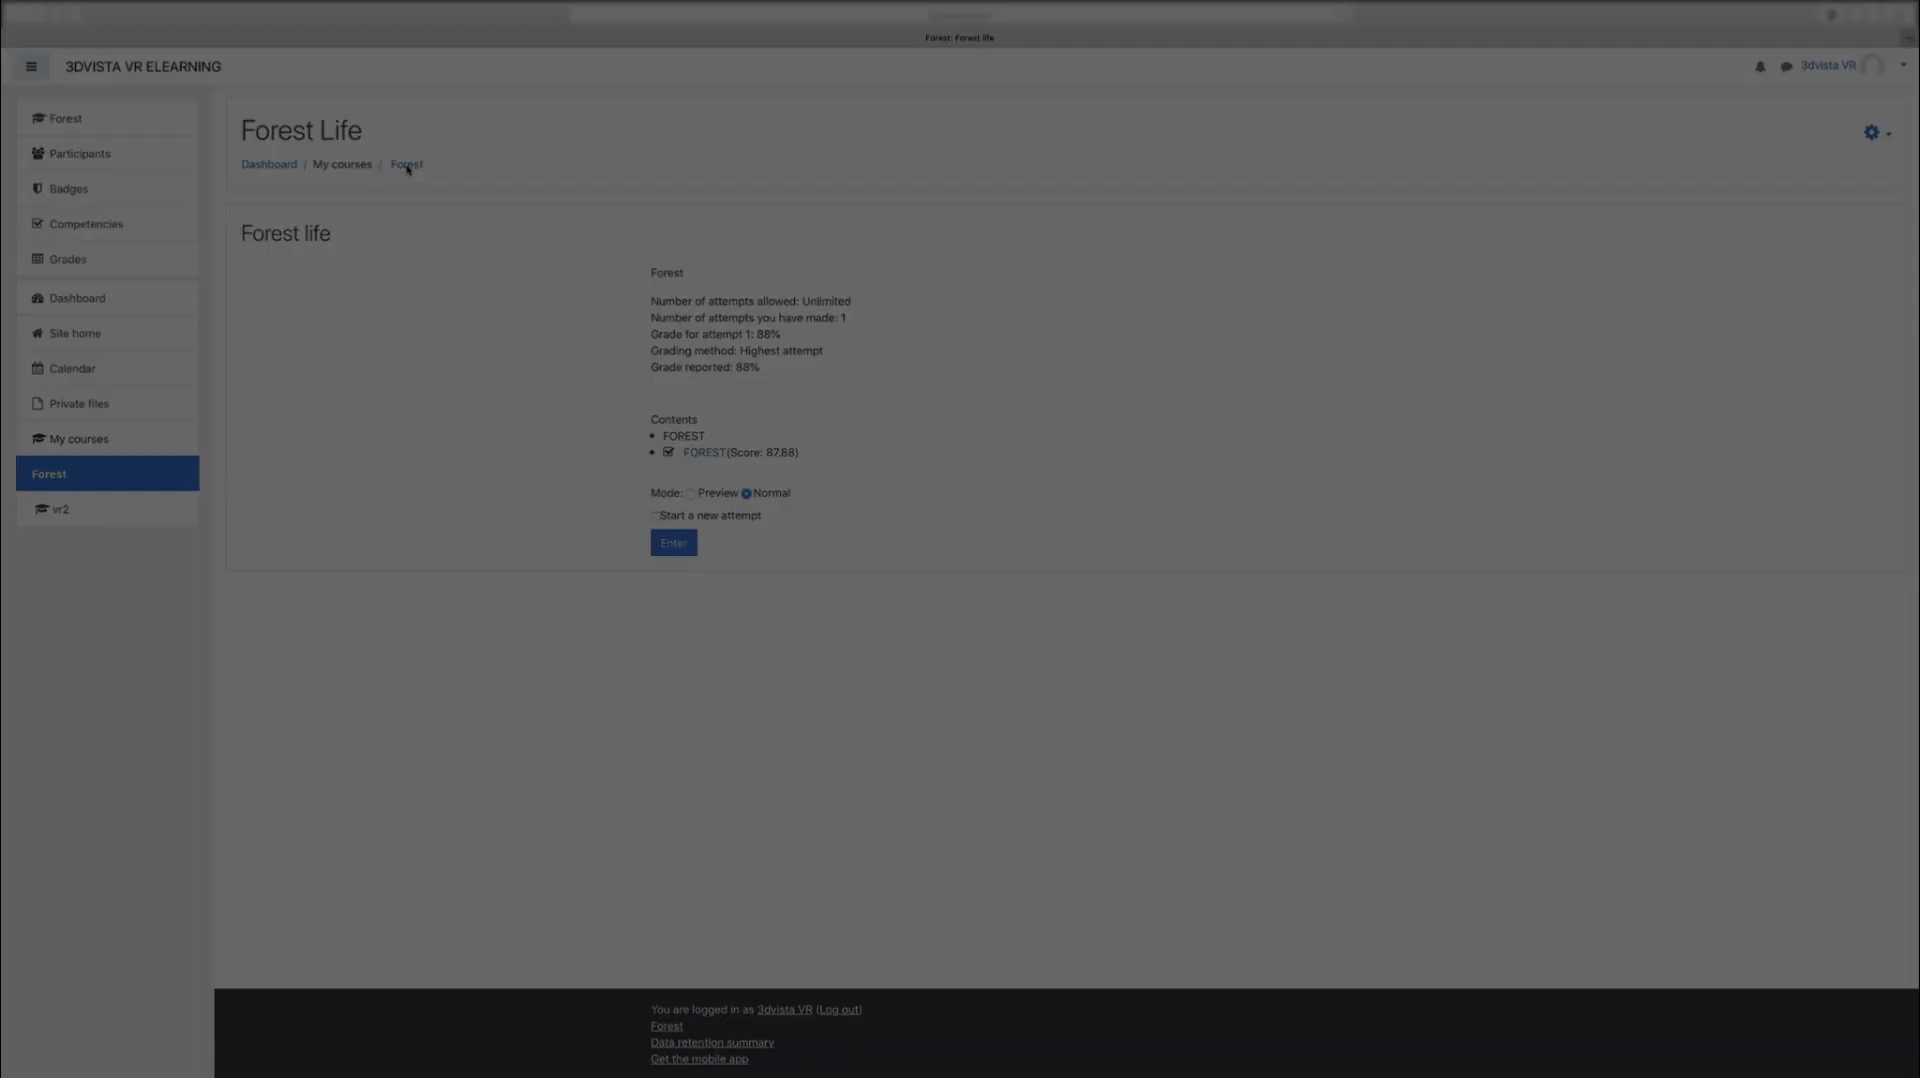 Forest: Forest life
3DVISTA VR ELEARNING
3dvista VR
Forest
Participants
Badges
Competencies
Grades
Dashboard
Site home
Calendar
Private files
My courses
Forest
vr2
Forest Life
Dashboard / My courses / Forest
Forest life
Forest
Number of attempts allowed: Unlimited
Number of attempts you have made: 1
Grade for attempt 1: 88%
Grading method: Highest attempt
Grade reported: 88%
Contents
FOREST
FOREST(Score: 87.88)
Mode: Preview Normal
Start a new attempt
Enter
You are logged in as 3dvista VR (Log out)
Forest
Data retention summary
Get the mobile app